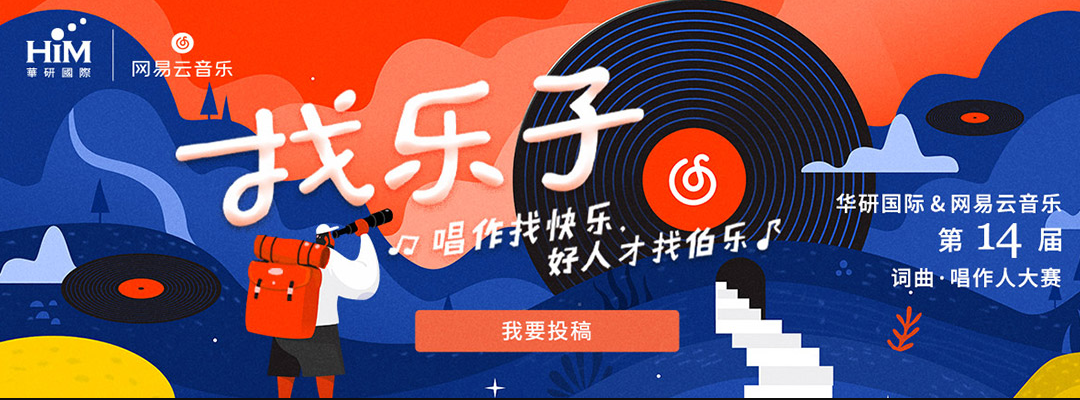 HIM
華研國際
网易云音乐
找乐子
唱作找快乐,
好人才找伯乐
华研国际&网易云音乐
第14届
词曲·唱作人大赛
我要投稿